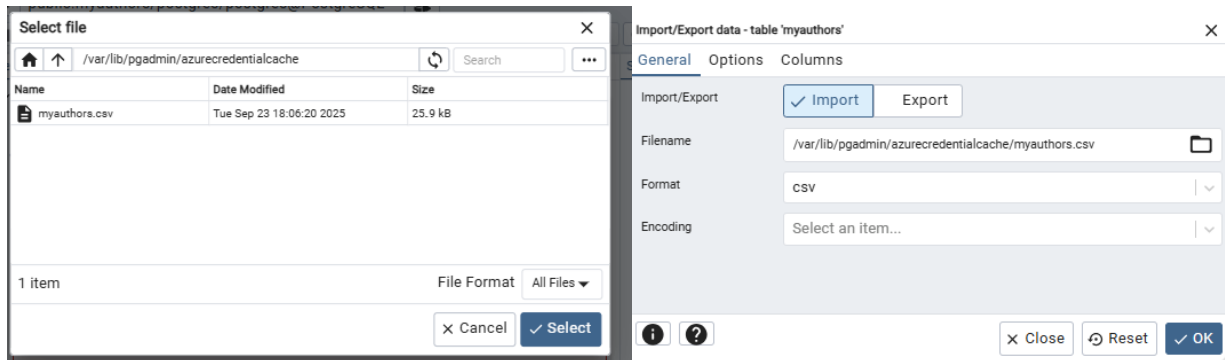 Select file
/var/lib/pgadmin/azurecredentialcache
Search
Name Date Modified Size
myauthors.csv Tue Sep 23 18:06:20 2025 25.9 kB
1 item
File Format All Files
Cancel Select
Import/Export data - table 'myauthors'
General Options Columns
Import/Export Import Export
Filename /var/lib/pgadmin/azurecredentialcache/myauthors.csv
Format csv
Encoding Select an item...
Close Reset OK